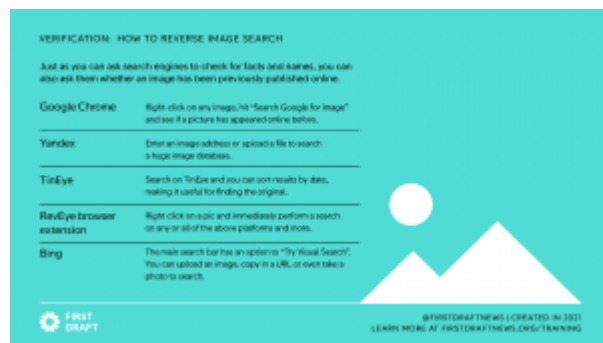 VERIFICATION: HOW TO REVERSE IMAGE SEARCH
Just as you can ask search engines to check for facts and names, you can
also ask them whether an image has been previously published online.
Google Chrome
Right-click on any image, hit "Search Google for image"
and see if a picture has appeared online before.
Yandex
Enter an image address or upload a file to search
a huge image database.
TinEye
Search on TinEye and you can sort results by date,
making it useful for finding the original.
RevEye browser
extension
Right click on a pic and immediately perform a search
on any or all of the above platforms and more.
Bing
The main search bar has an option to "Try Visual Search".
You can upload an image, copy in a URL or even take a
photo to search.
FIRST
DRAFT
@FIRSTDRAFTNEWS | CREATED IN 2021
LEARN MORE AT FIRSTDRAFTNEWS.ORG/TRAINING